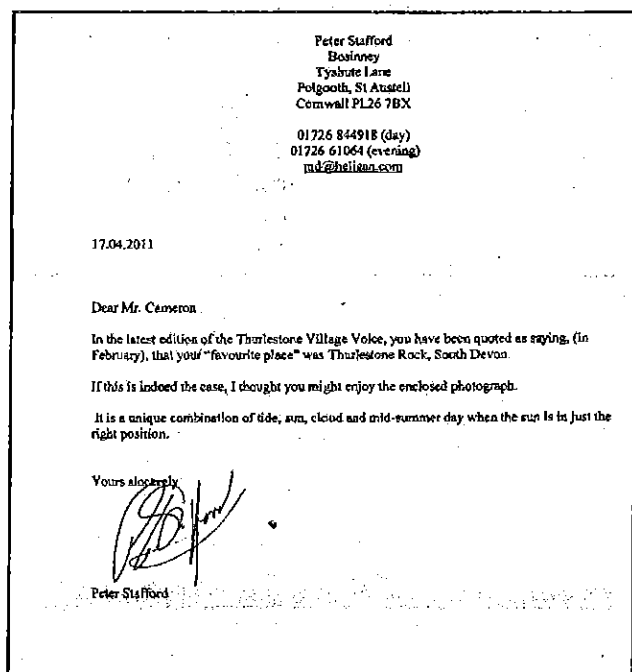 Peter Stafford
Bosinney
Tyshute Lane
Polgooth, St Austell
Cornwall PL26 7BX
01726 844918 (day)
01726 61064 (evening)
md@heligan.com
17.04.2011
Dear Mr. Cameron
In the latest edition of the Thurlestone Village Voice, you have been quoted as saying, (in
February), that your "favourite place" was Thurlestone Rock, South Devon.
If this is indeed the case, I thought you might enjoy the enclosed photograph.
It is a unique combination of tide, sun, cloud and mid-summer day when the sun is in just the
right position.
Yours sincerely
Peter Stafford